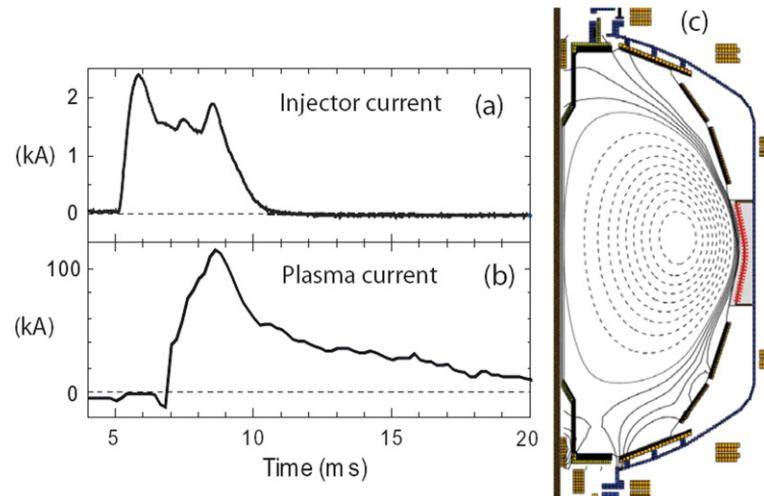 2
Injector current
(a)
(kA)
1
0
100
Plasma current
(b)
(kA)
0
5
10
15
20
Time (ms)
(c)